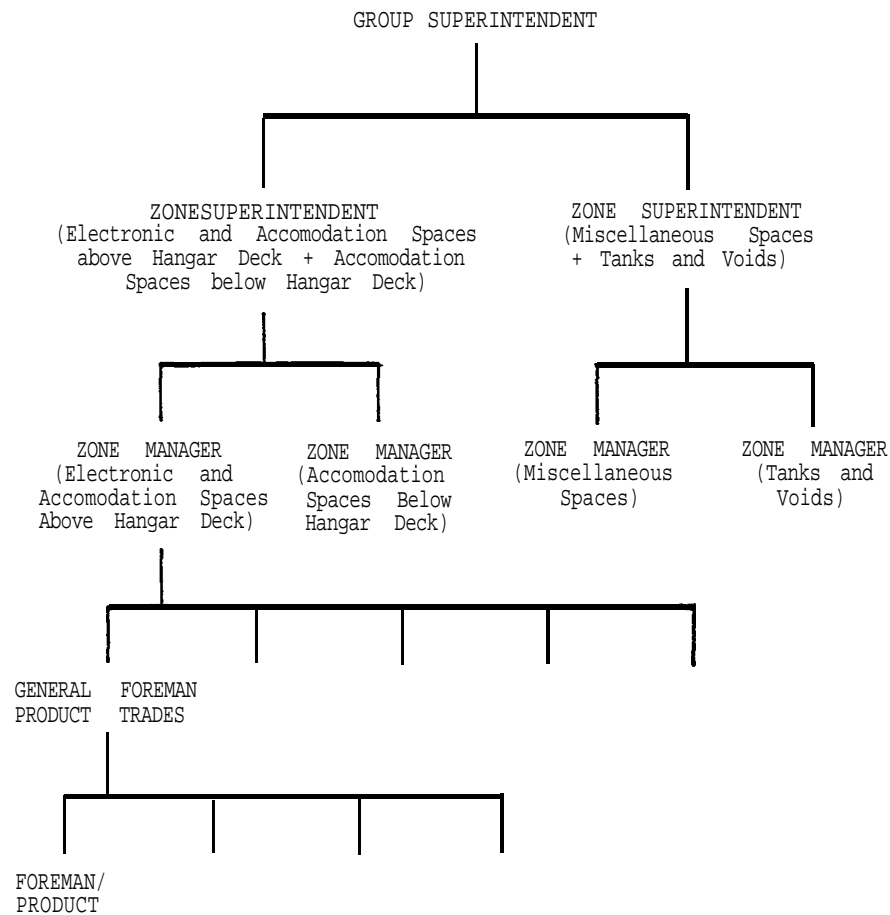 GROUP SUPERINTENDENT
ZONESUPERINTENDENT
(Electronic and Accomodation Spaces
above Hangar Deck + Accomodation
Spaces below Hangar Deck)
ZONE SUPERINTENDENT
(Miscellaneous Spaces
+ Tanks and Voids)
ZONE MANAGER
(Electronic and
Accomodation Spaces
Above Hangar Deck)
ZONE MANAGER
(Accomodation
Spaces Below
Hangar Deck)
ZONE MANAGER
(Miscellaneous
Spaces)
ZONE MANAGER
(Tanks and
Voids)
GENERAL FOREMAN
PRODUCT TRADES
FOREMAN/
PRODUCT